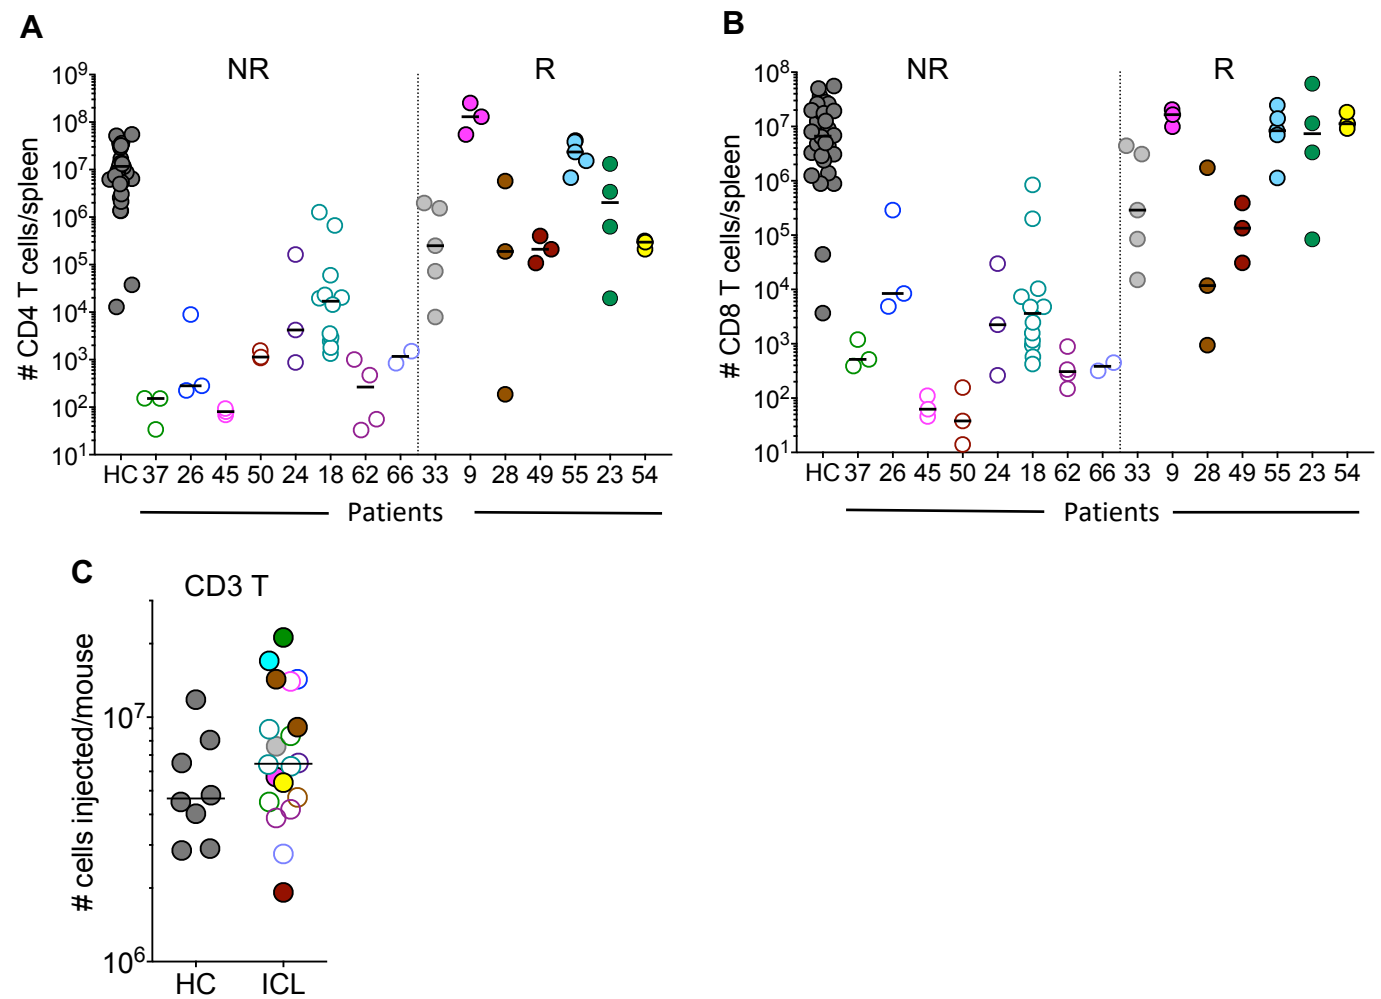 A
NR
R
# CD4 T cells/spleen
10⁹
10⁸
10⁷
10⁶
10⁵
10⁴
10³
10²
10¹
HC 37 26 45 50 24 18 62 66 33 9 28 49 55 23 54
Patients
B
NR
R
# CD8 T cells/spleen
10⁸
10⁷
10⁶
10⁵
10⁴
10³
10²
10¹
HC 37 26 45 50 24 18 62 66 33 9 28 49 55 23 54
Patients
C
CD3 T
# cells injected/mouse
10⁷
10⁶
HC ICL